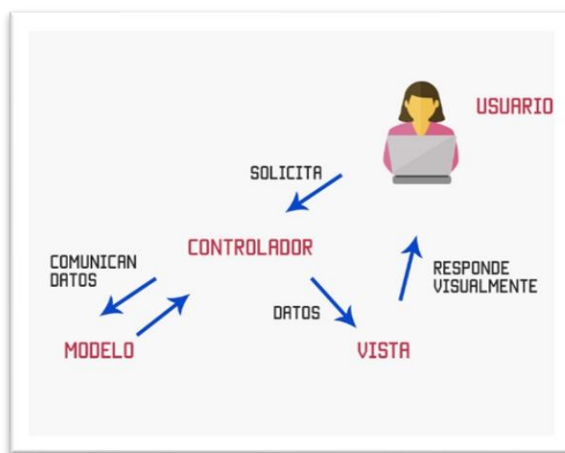 USUARIO
SOLICITA
CONTROLADOR
COMUNICAN
DATOS
RESPONDE
VISUALMENTE
DATOS
MODELO
VISTA